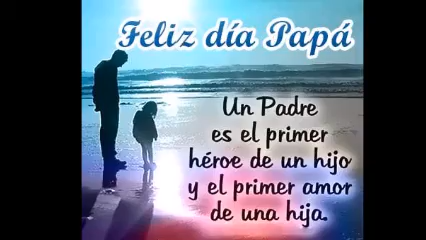 Feliz día Papá
Un Padre
es el primer
héroe de un hijo
y el primer amor
de una hija.